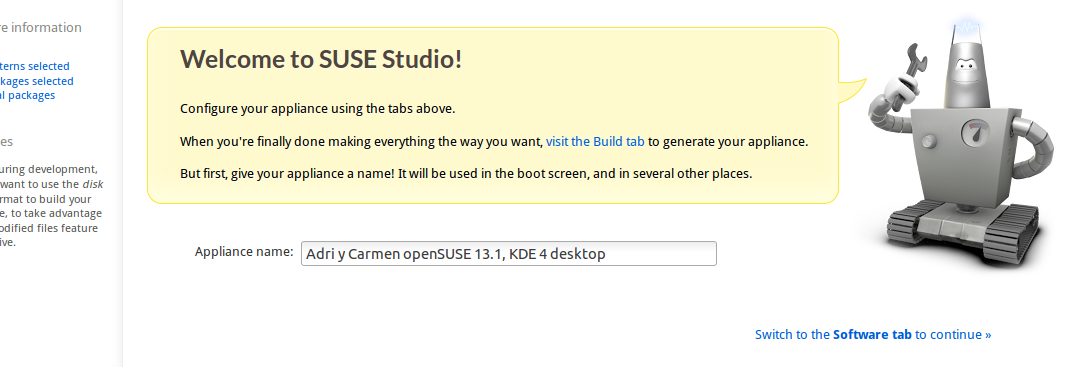 re information
terns selected
kages selected
al packages
es
uring development,
want to use the disk
rmat to build your
e, to take advantage
odified files feature
ive.
Welcome to SUSE Studio!
Configure your appliance using the tabs above.
When you're finally done making everything the way you want, visit the Build tab to generate your appliance.
But first, give your appliance a name! It will be used in the boot screen, and in several other places.
Appliance name: Adri y Carmen openSUSE 13.1, KDE 4 desktop
Switch to the Software tab to continue »